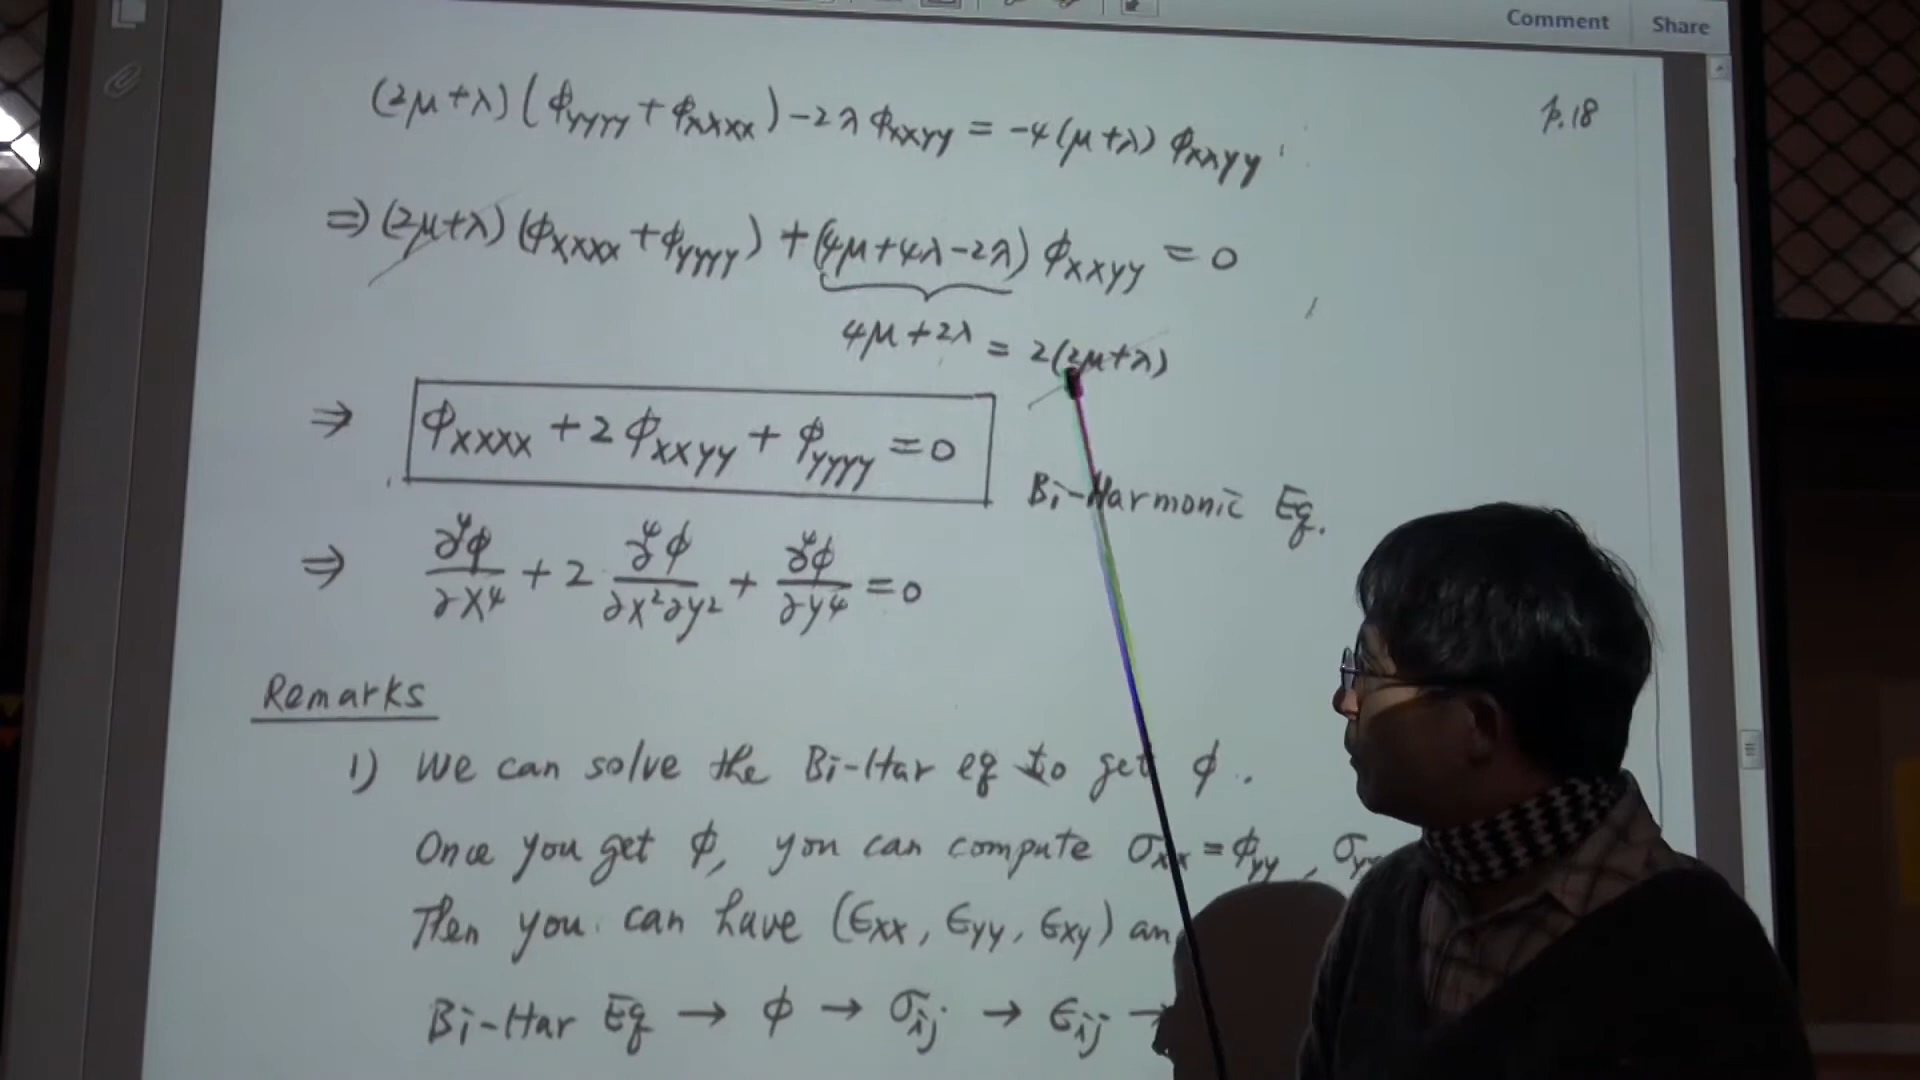 Comment Share
p.18
(2μ+λ)(ϕyyyy+ϕxxxx)-2λϕxxyy = -4(μ+λ)ϕxxyy
⇒(2μ+λ)(ϕxxxx+ϕyyyy)+(4μ+4λ-2λ)ϕxxyy = 0
4μ+2λ = 2(2μ+λ)
⇒ ϕxxxx+2ϕxxyy+ϕyyyy=0
Bi-Harmonic Eq.
⇒ ∂⁴ϕ/∂x⁴ + 2 ∂⁴ϕ/∂x²∂y² + ∂⁴ϕ/∂y⁴ = 0
Remarks
1) We can solve the Bi-Har eq to get ϕ.
Once you get ϕ, you can compute σxx = ϕyy, σ
Then you can have (ϵxx, ϵyy, ϵxy)
Bi-Har Eq → ϕ → σij → ϵij →